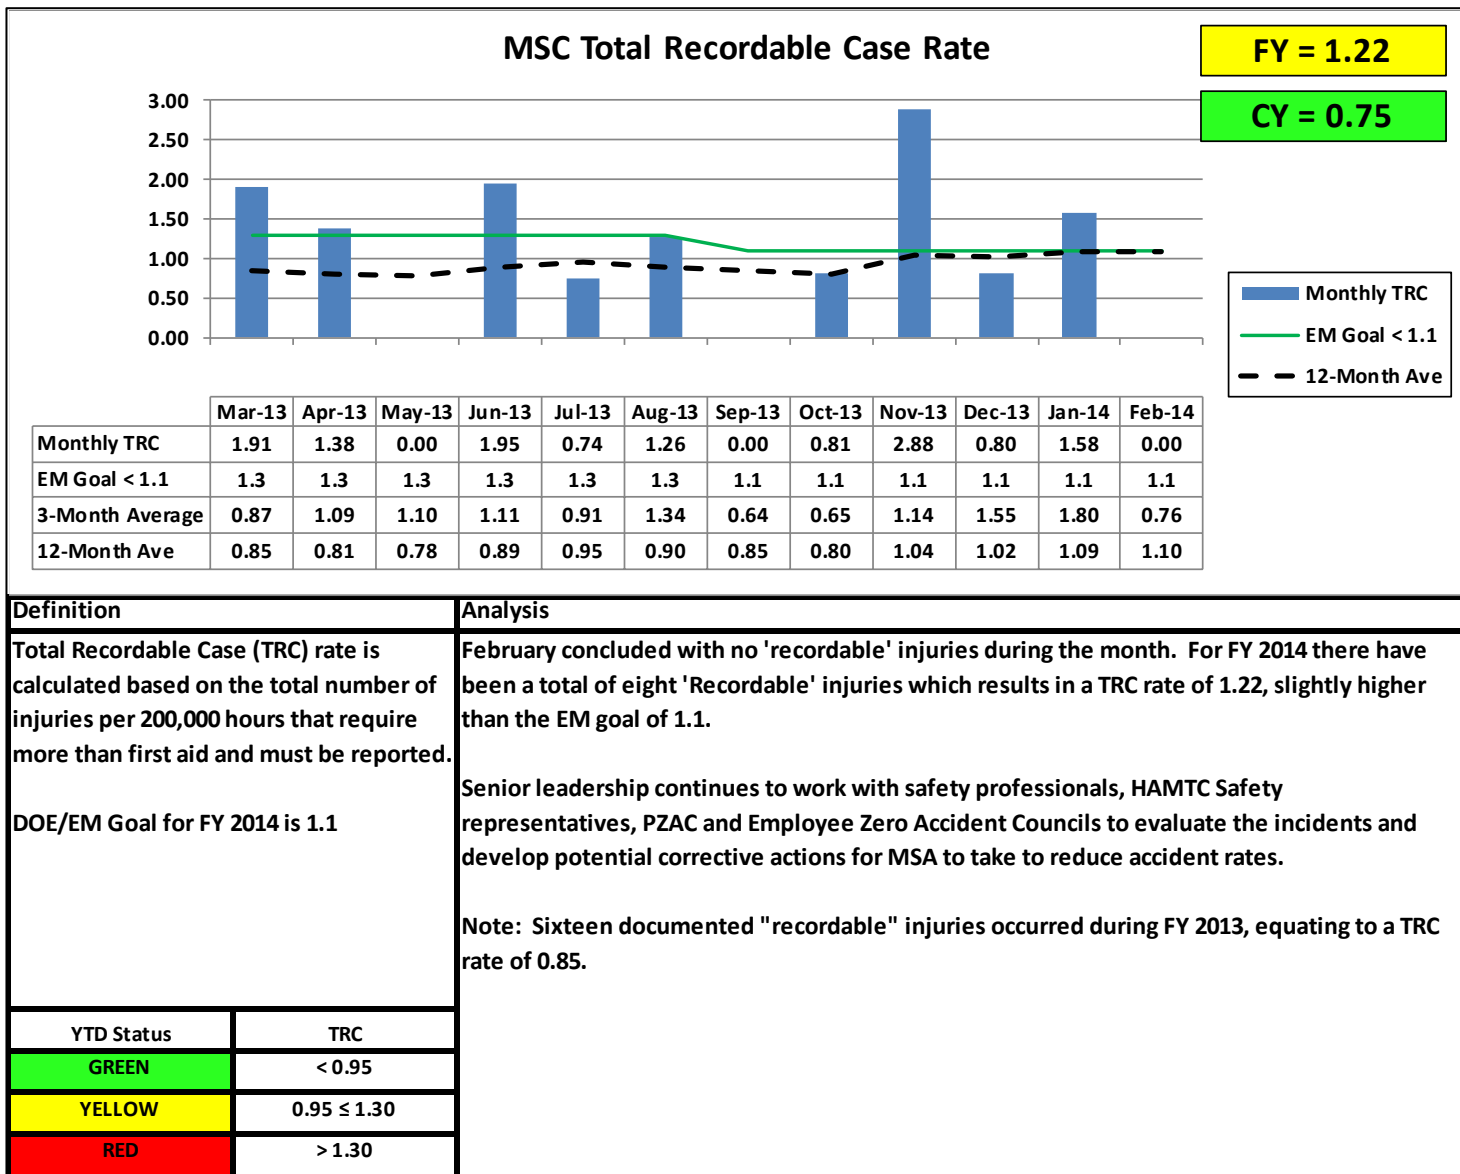 MSC Total Recordable Case Rate
FY = 1.22
CY = 0.75
3.00
2.50
2.00
1.50
1.00
0.50
0.00
Monthly TRC
EM Goal < 1.1
12-Month Ave
Mar-13 Apr-13 May-13 Jun-13 Jul-13 Aug-13 Sep-13 Oct-13 Nov-13 Dec-13 Jan-14 Feb-14
Monthly TRC 1.91 1.38 0.00 1.95 0.74 1.26 0.00 0.81 2.88 0.80 1.58 0.00
EM Goal < 1.1 1.3 1.3 1.3 1.3 1.3 1.3 1.1 1.1 1.1 1.1 1.1 1.1
3-Month Average 0.87 1.09 1.10 1.11 0.91 1.34 0.64 0.65 1.14 1.55 1.80 0.76
12-Month Ave 0.85 0.81 0.78 0.89 0.95 0.90 0.85 0.80 1.04 1.02 1.09 1.10
Definition
Total Recordable Case (TRC) rate is
calculated based on the total number of
injuries per 200,000 hours that require
more than first aid and must be reported.
DOE/EM Goal for FY 2014 is 1.1
Analysis
February concluded with no 'recordable' injuries during the month.  For FY 2014 there have
been a total of eight 'Recordable' injuries which results in a TRC rate of 1.22, slightly higher
than the EM goal of 1.1.
Senior leadership continues to work with safety professionals, HAMTC Safety
representatives, PZAC and Employee Zero Accident Councils to evaluate the incidents and
develop potential corrective actions for MSA to take to reduce accident rates.
Note:  Sixteen documented "recordable" injuries occurred during FY 2013, equating to a TRC
rate of 0.85.
YTD Status TRC
GREEN < 0.95
YELLOW 0.95 ≤ 1.30
RED > 1.30